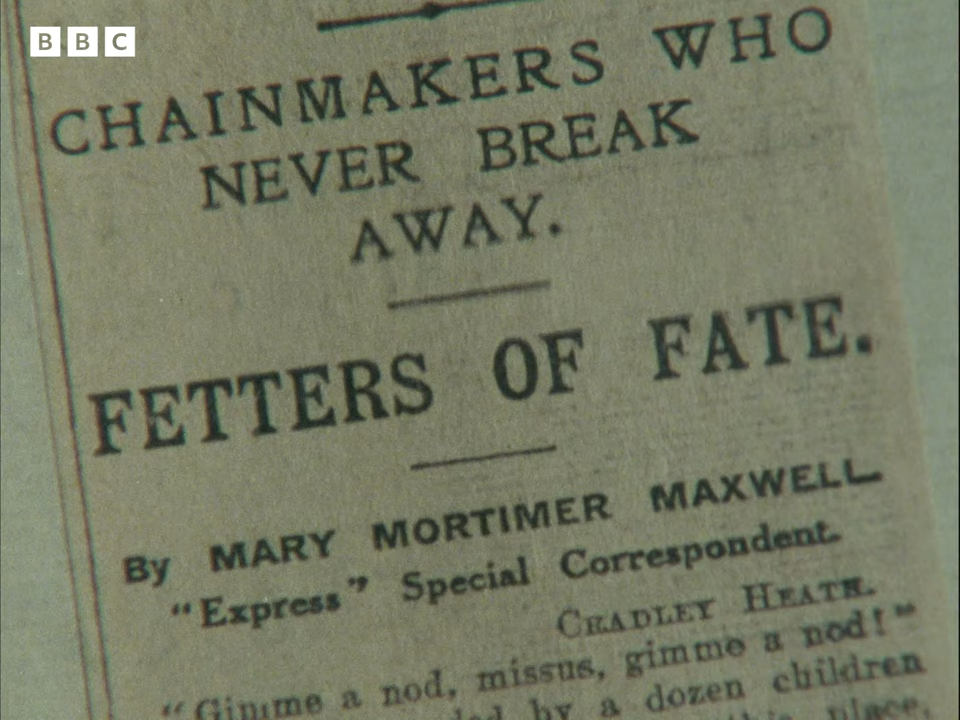 BBC
CHAINMAKERS WHO
NEVER BREAK
AWAY.
FETTERS OF FATE.
By MARY MORTIMER MAXWELL.
"Express" Special Correspondent.
CRADLEY HEATH.
"Gimme a nod, missus, gimme a nod!"
by a dozen children
place,